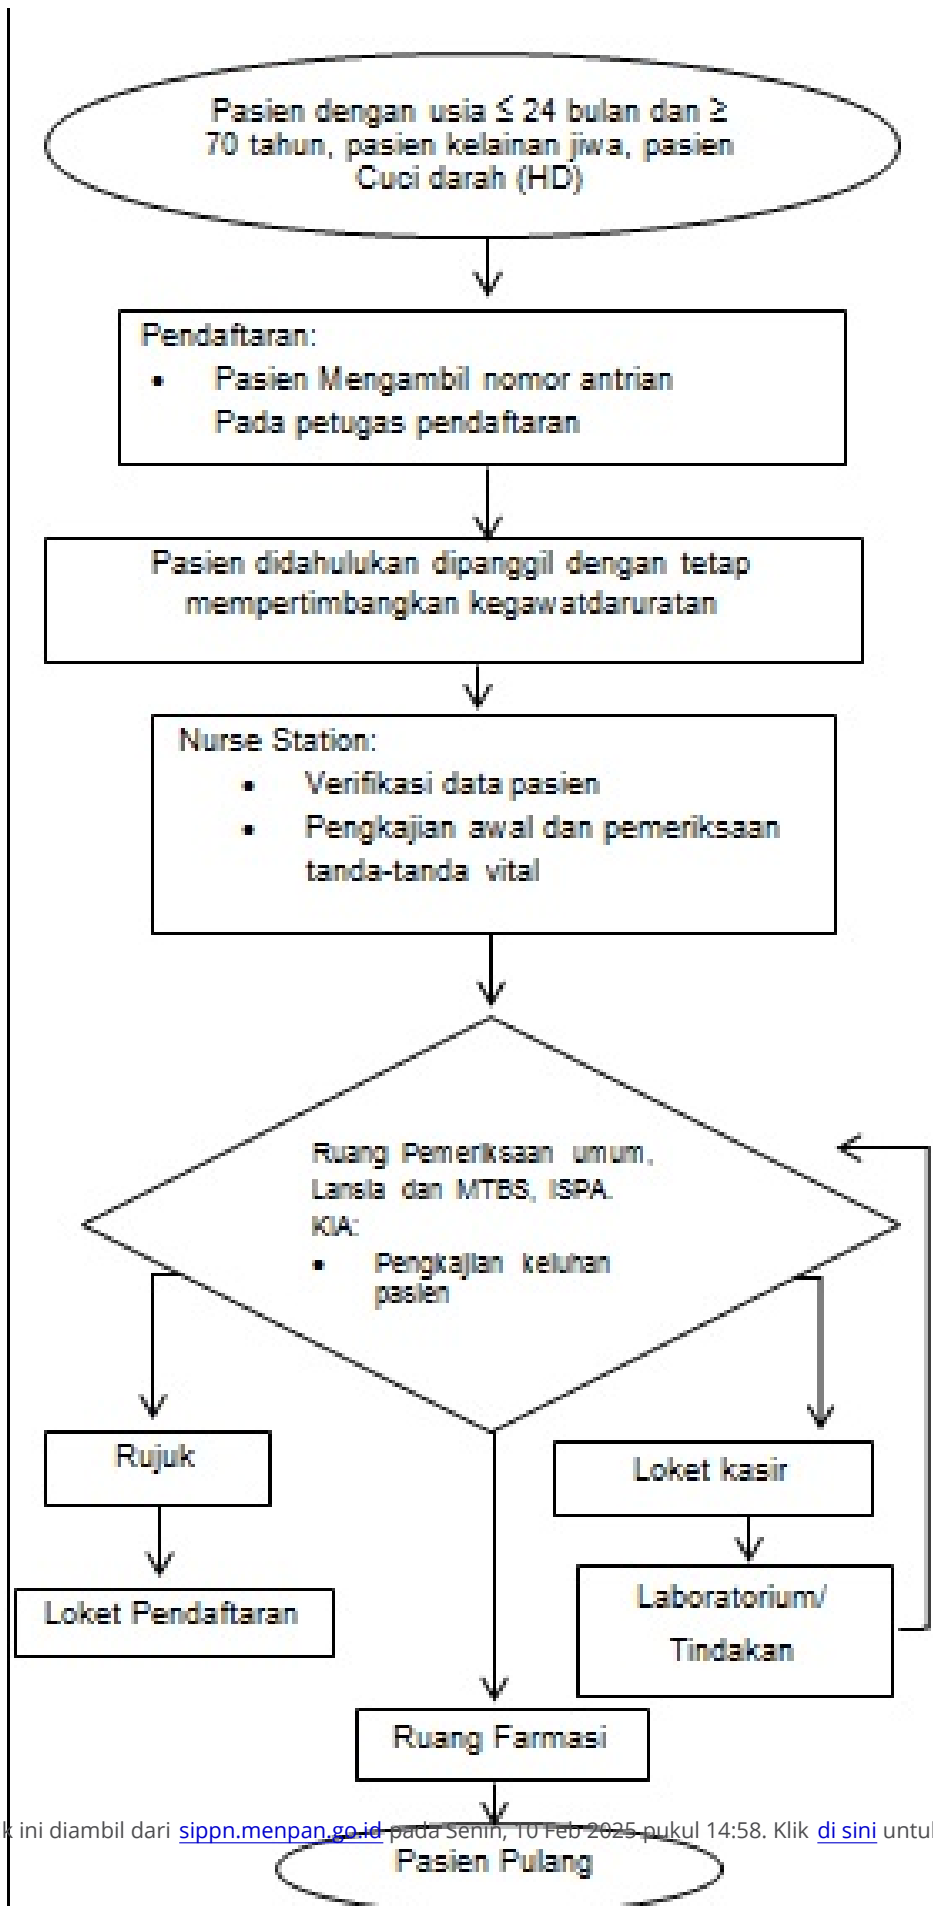 Pasien dengan usia ≤ 24 bulan dan ≥
70 tahun, pasien kelainan jiwa, pasien
Cuci darah (HD)
Pendaftaran:
• Pasien Mengambil nomor antrian
Pada petugas pendaftaran
Pasien didahulukan dipanggil dengan tetap
mempertimbangkan kegawatdaruratan
Nurse Station:
• Verifikasi data pasien
• Pengkajian awal dan pemeriksaan
tanda-tanda vital
Ruang Pemeriksaan umum,
Lansia dan MTBS, ISPA.
KIA:
• Pengkajian keluhan
pasien
Rujuk
Loket kasir
Loket Pendaftaran
Laboratorium/
Tindakan
Ruang Farmasi
k ini diambil dari sippn.menpan.go.id pada Senin, 10 Feb 2025 pukul 14:58. Klik di sini untuk
Pasien Pulang